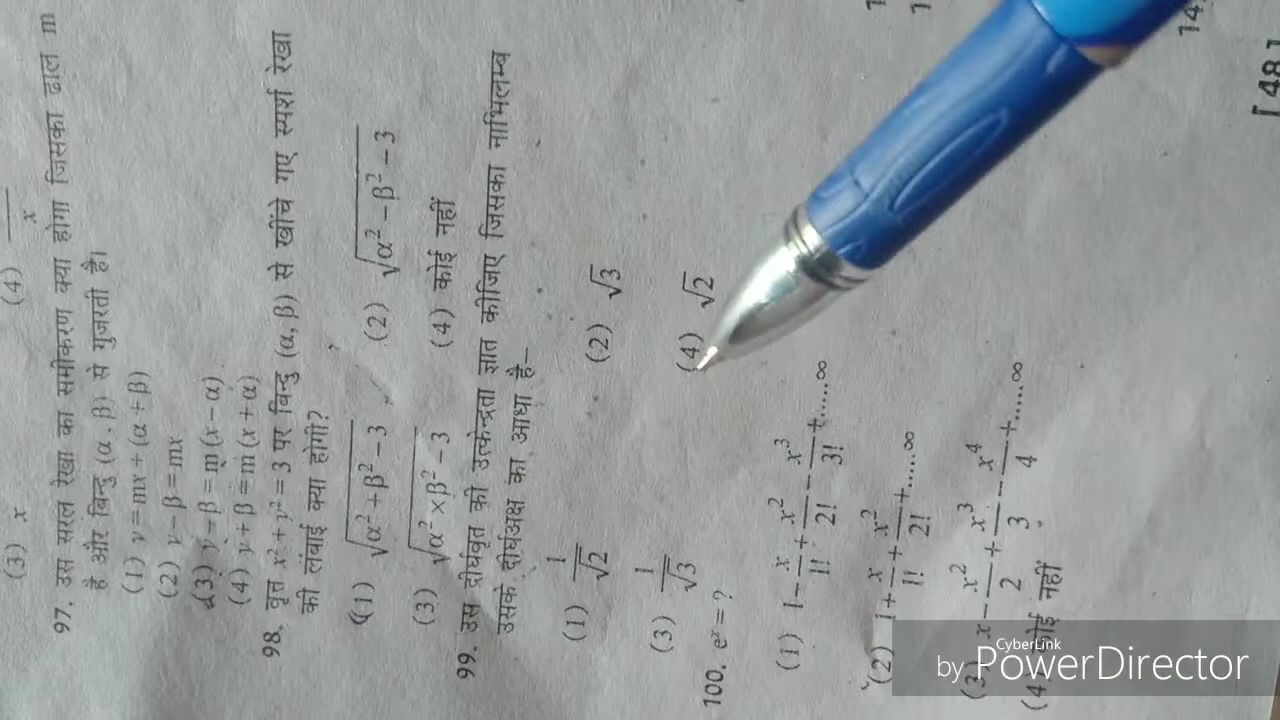 (3) x (4) x
97. उस सरल रेखा का समीकरण क्या होगा जिसका ढाल m
है और बिन्दु (α, β) से गुजरती है।
(1) y = mx + (α + β)
(2) y − β = mx
(3) y − β = m (x − α)
(4) y + β = m (x + α)
98. वृत्त x² + y² = 3 पर बिन्दु (α, β) से खींचे गए स्पर्श रेखा
की लंबाई क्या होगी?
(1) √(α² + β² − 3) (2) √(α² − β² − 3)
(3) √(α² × β² − 3) (4) कोई नहीं
99. उस दीर्घवृत की उत्केन्द्रता ज्ञात कीजिए जिसका नाभिलम्ब
उसके दीर्घअक्ष का आधा है–
(1) 1/√2 (2) √3
(3) 1/√3 (4) √2
100. eˣ = ?
(1) 1 − x/1! + x²/2! − x³/3! + ......∞
(2) 1 + x/1! + x²/2! + ......∞
(3) x − x²/2 + x³/3 − x⁴/4 + ......∞
(4) कोई नहीं
[48]
CyberLink
by PowerDirector